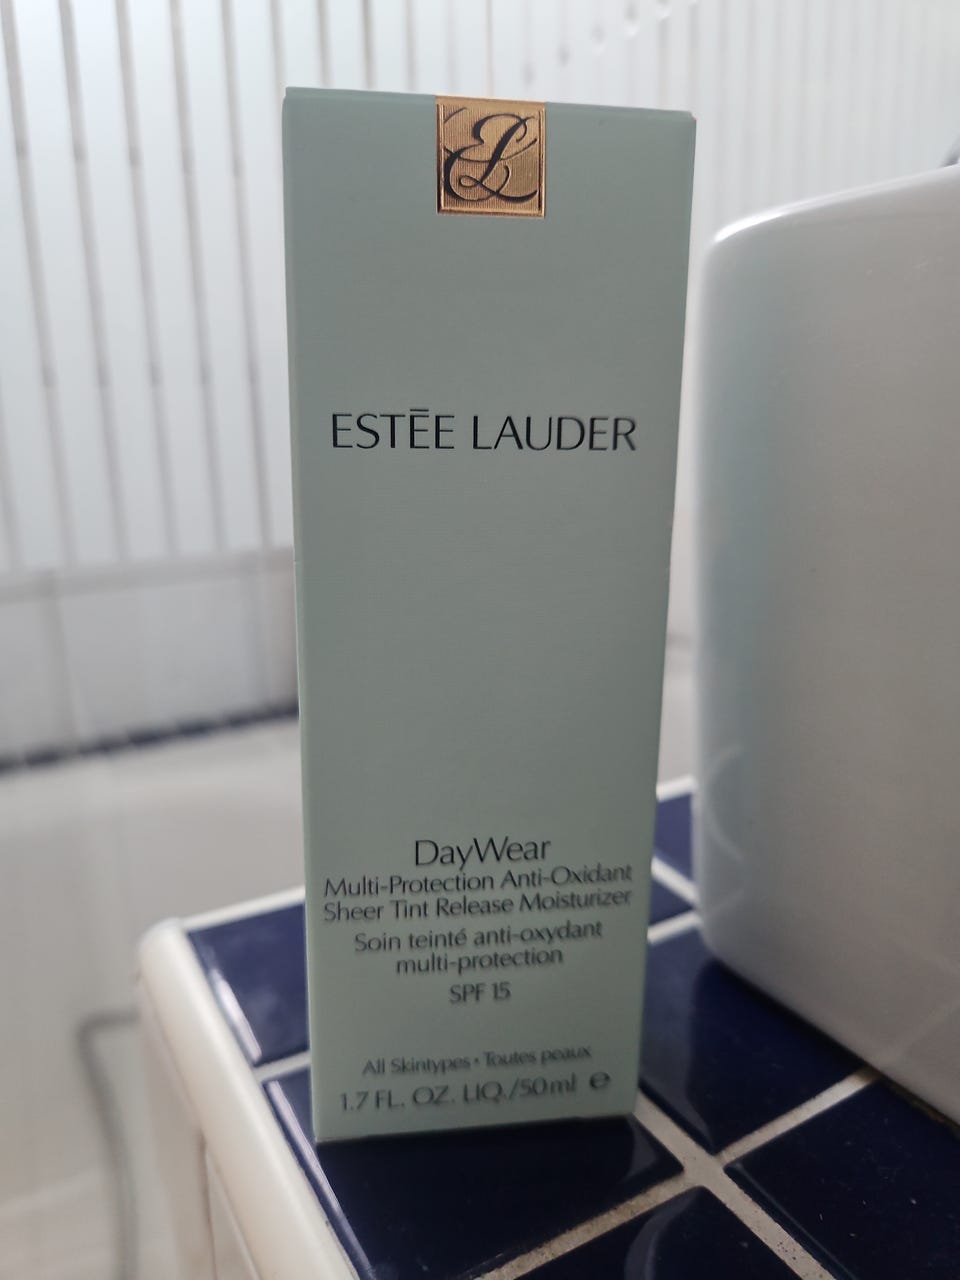 EL
ESTĒE LAUDER
DayWear
Multi-Protection Anti-Oxidant
Sheer Tint Release Moisturizer
Soin teinté anti-oxydant
multi-protection
SPF 15
All Skintypes • Toutes peaux
1.7 FL. OZ. LIQ./50ml ℮